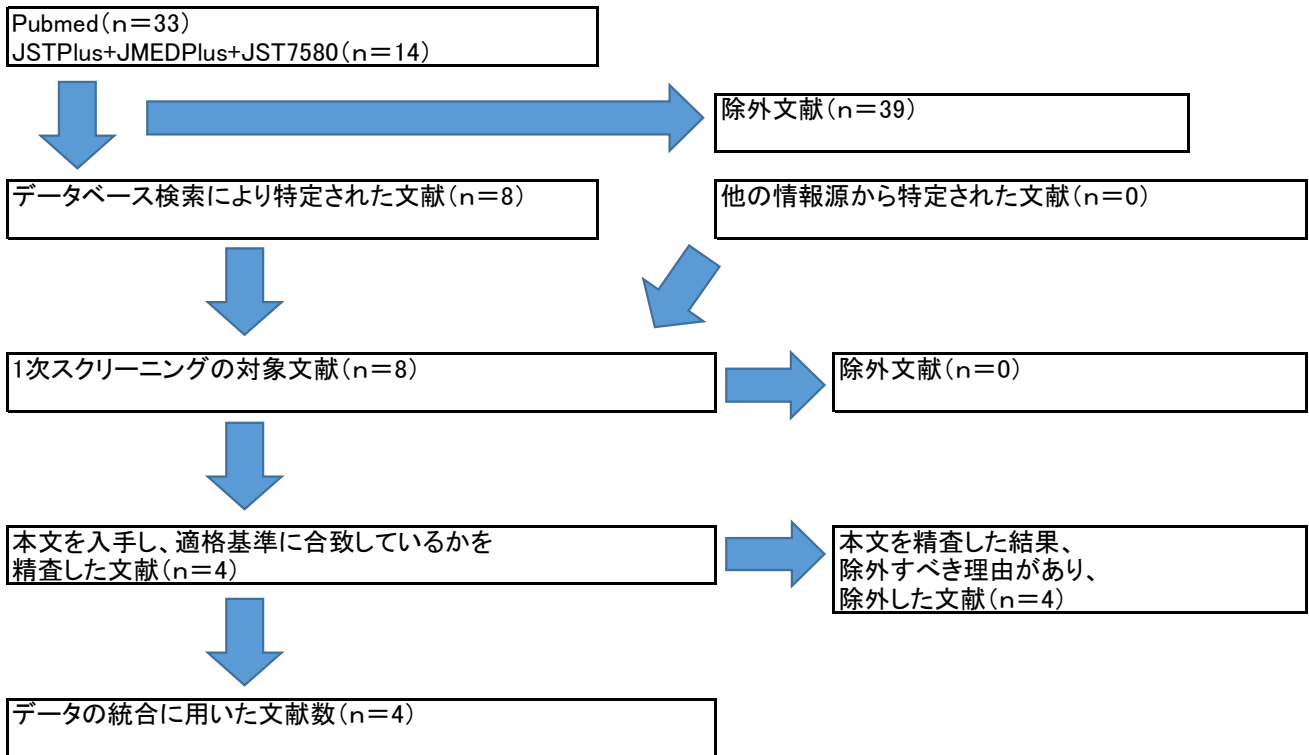 Pubmed(n=33)
JSTPlus+JMEDPlus+JST7580(n=14)
除外文献(n=39)
データベース検索により特定された文献(n=8)
他の情報源から特定された文献(n=0)
1次スクリーニングの対象文献(n=8)
除外文献(n=0)
本文を入手し、適格基準に合致しているかを
精査した文献(n=4)
本文を精査した結果、
除外すべき理由があり、
除外した文献(n=4)
データの統合に用いた文献数(n=4)